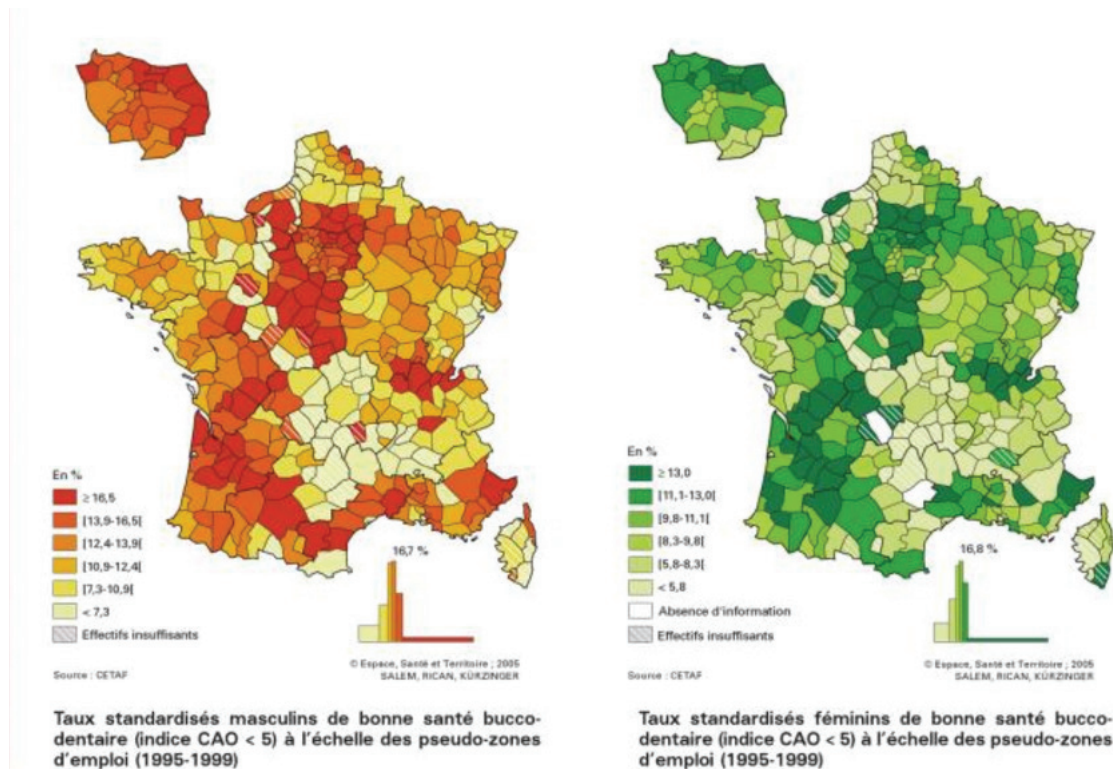 En %
≥ 16,5
[13,9-16,5[
[12,4-13,9[
[10,9-12,4[
[7,3-10,9[
< 7,3
Effectifs insuffisants
16,7 %
© Espace, Santé et Territoire ; 2005
SALEM, RICAN, KÜRZINGER
Source : CETAF
Taux standardisés masculins de bonne santé bucco-
dentaire (indice CAO < 5) à l'échelle des pseudo-zones
d'emploi (1995-1999)
En %
≥ 13,0
[11,1-13,0[
[9,8-11,1[
[8,3-9,8[
[5,8-8,3[
< 5,8
Absence d'information
Effectifs insuffisants
16,8 %
© Espace, Santé et Territoire ; 2005
SALEM, RICAN, KÜRZINGER
Source : CETAF
Taux standardisés féminins de bonne santé bucco-
dentaire (indice CAO < 5) à l'échelle des pseudo-zones
d'emploi (1995-1999)